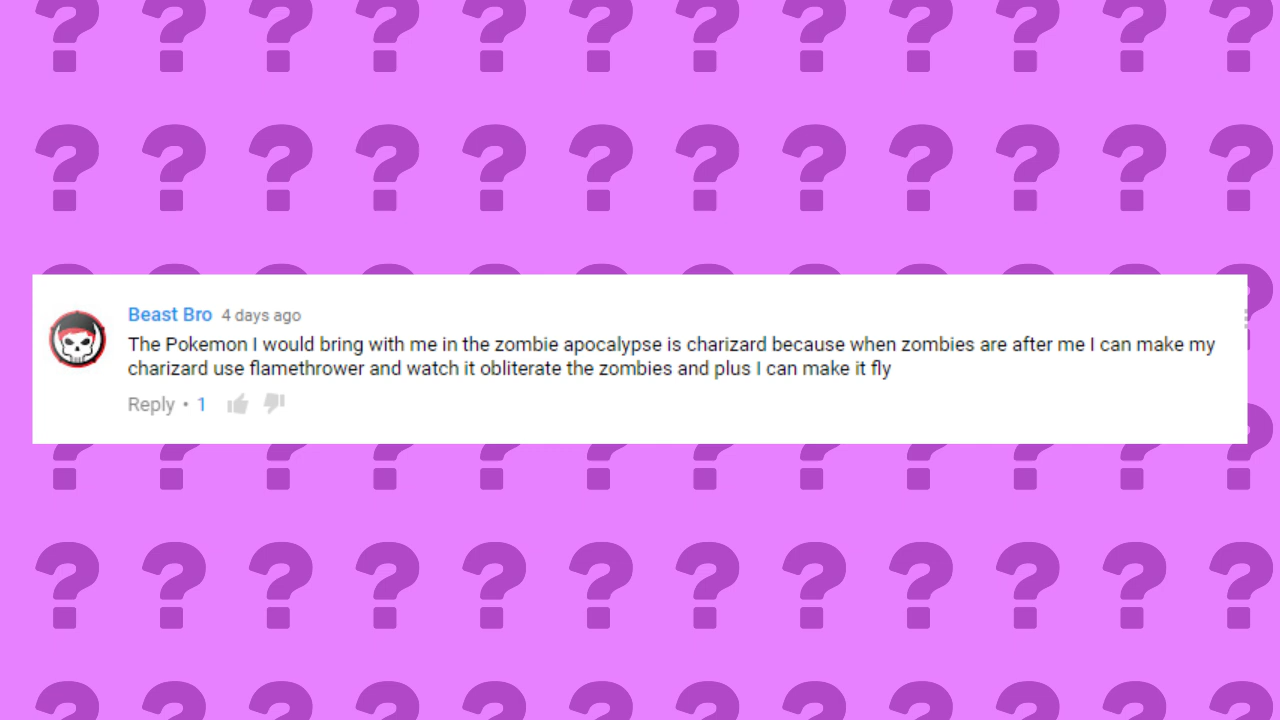 Beast Bro 4 days ago
The Pokemon I would bring with me in the zombie apocalypse is charizard because when zombies are after me I can make my
charizard use flamethrower and watch it obliterate the zombies and plus I can make it fly
Reply • 1